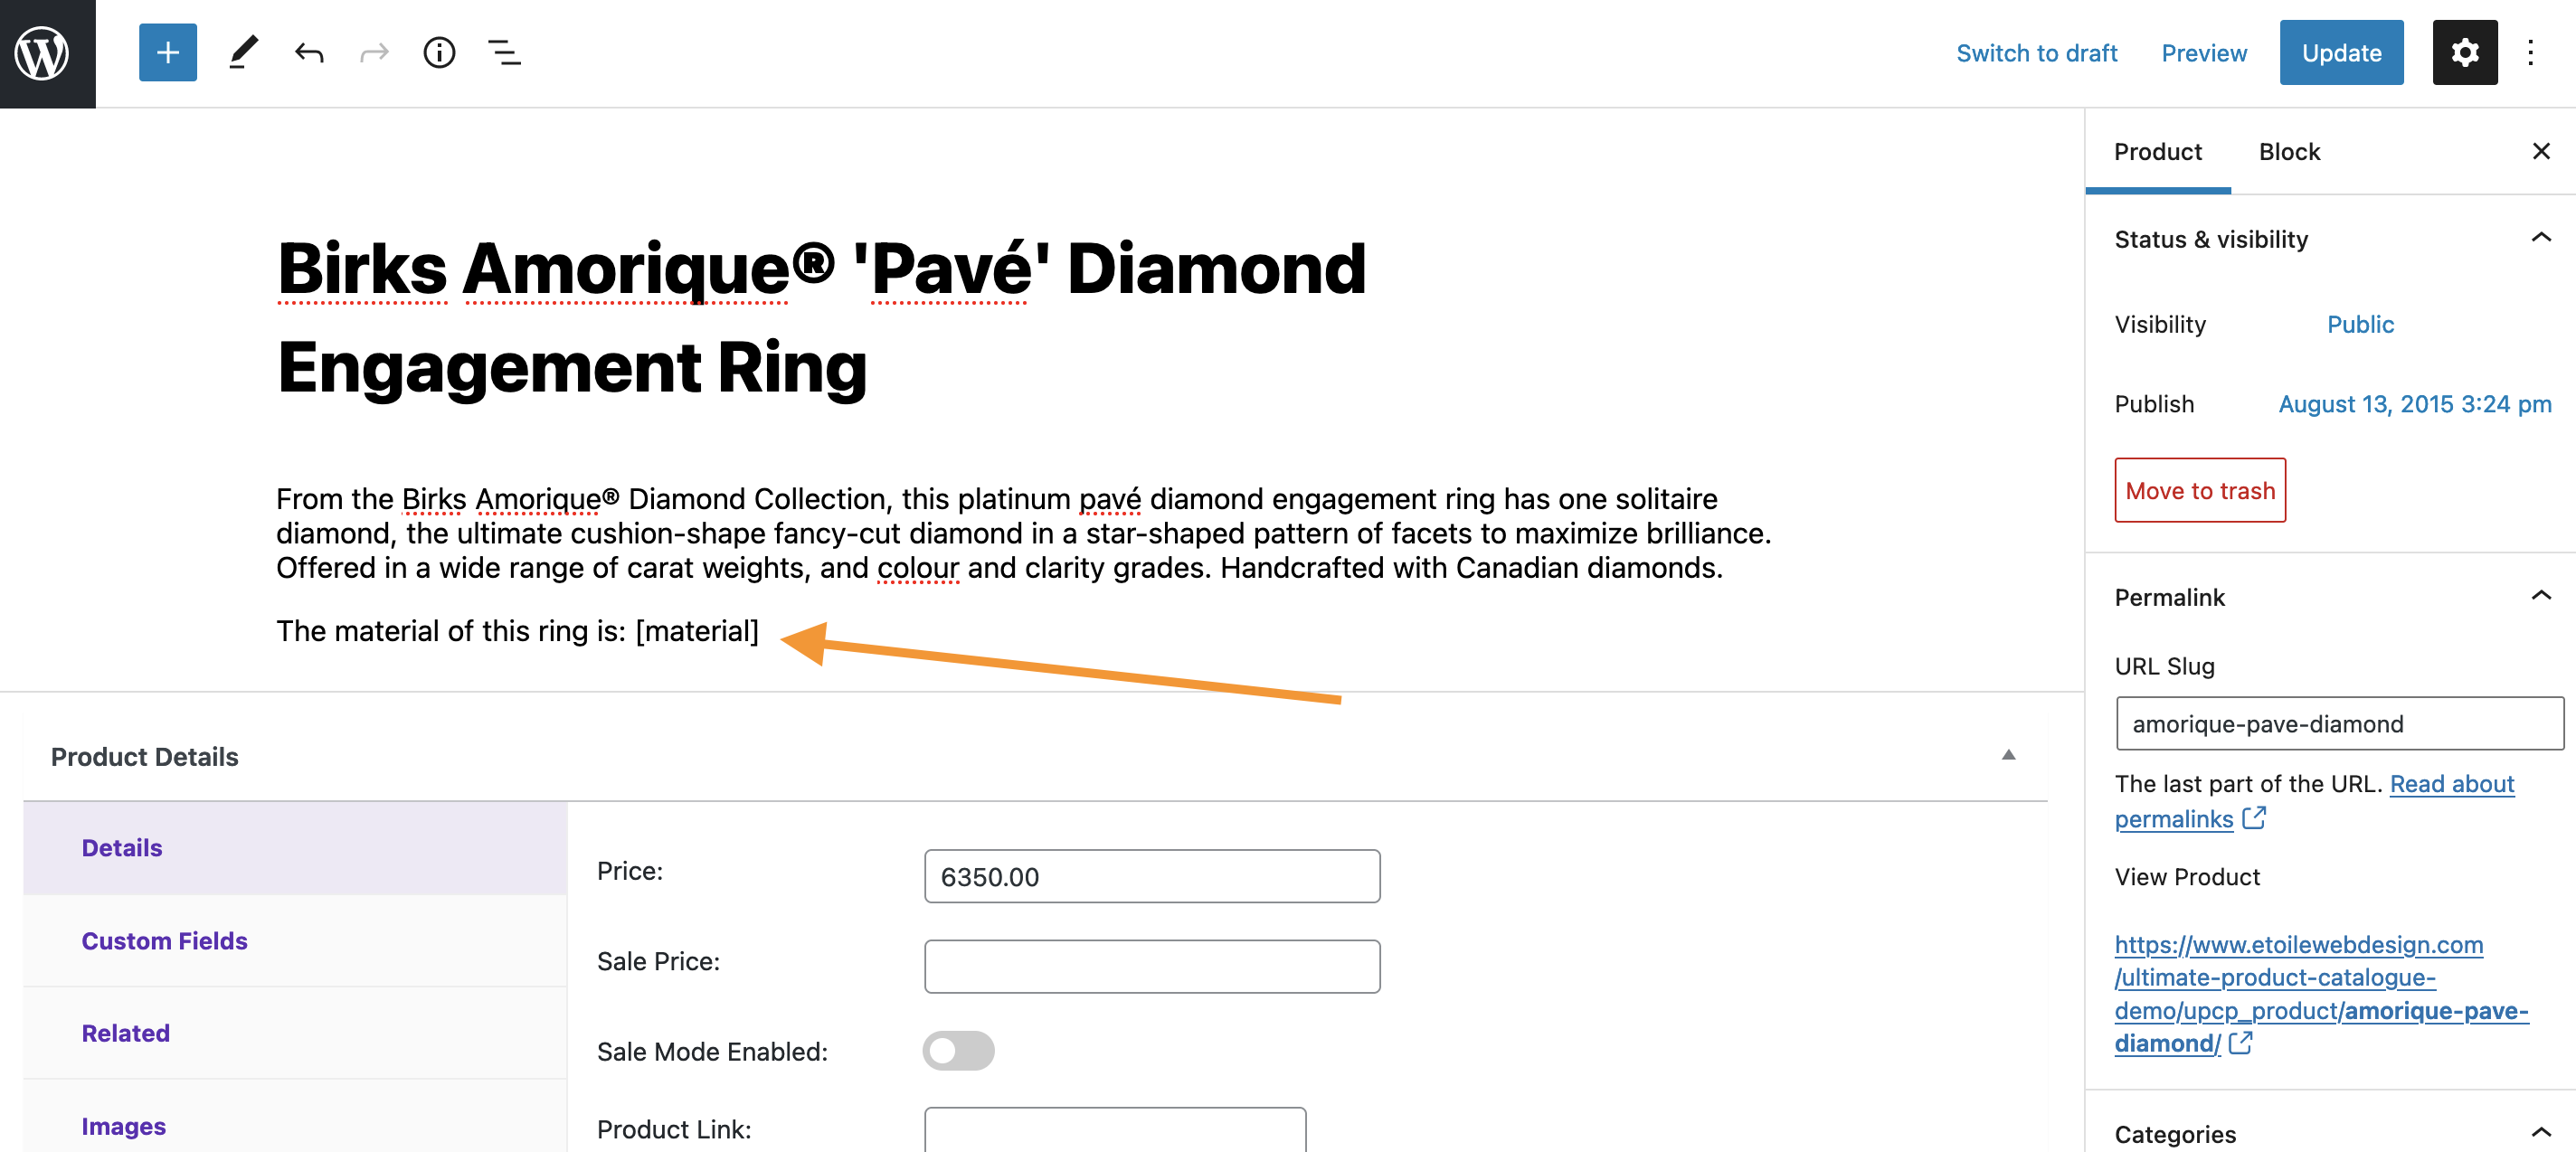 Switch to draft Preview Update
Product Block
Birks Amorique® 'Pavé' Diamond
Engagement Ring
From the Birks Amorique® Diamond Collection, this platinum pavé diamond engagement ring has one solitaire
diamond, the ultimate cushion-shape fancy-cut diamond in a star-shaped pattern of facets to maximize brilliance.
Offered in a wide range of carat weights, and colour and clarity grades. Handcrafted with Canadian diamonds.
The material of this ring is: [material]
Product Details
Details
Custom Fields
Related
Images
Price: 6350.00
Sale Price:
Sale Mode Enabled:
Product Link:
Status & visibility
Visibility Public
Publish August 13, 2015 3:24 pm
Move to trash
Permalink
URL Slug
amorique-pave-diamond
The last part of the URL. Read about
permalinks
View Product
https://www.etoilewebdesign.com
/ultimate-product-catalogue-
demo/upcp_product/amorique-pave-
diamond/
Categories